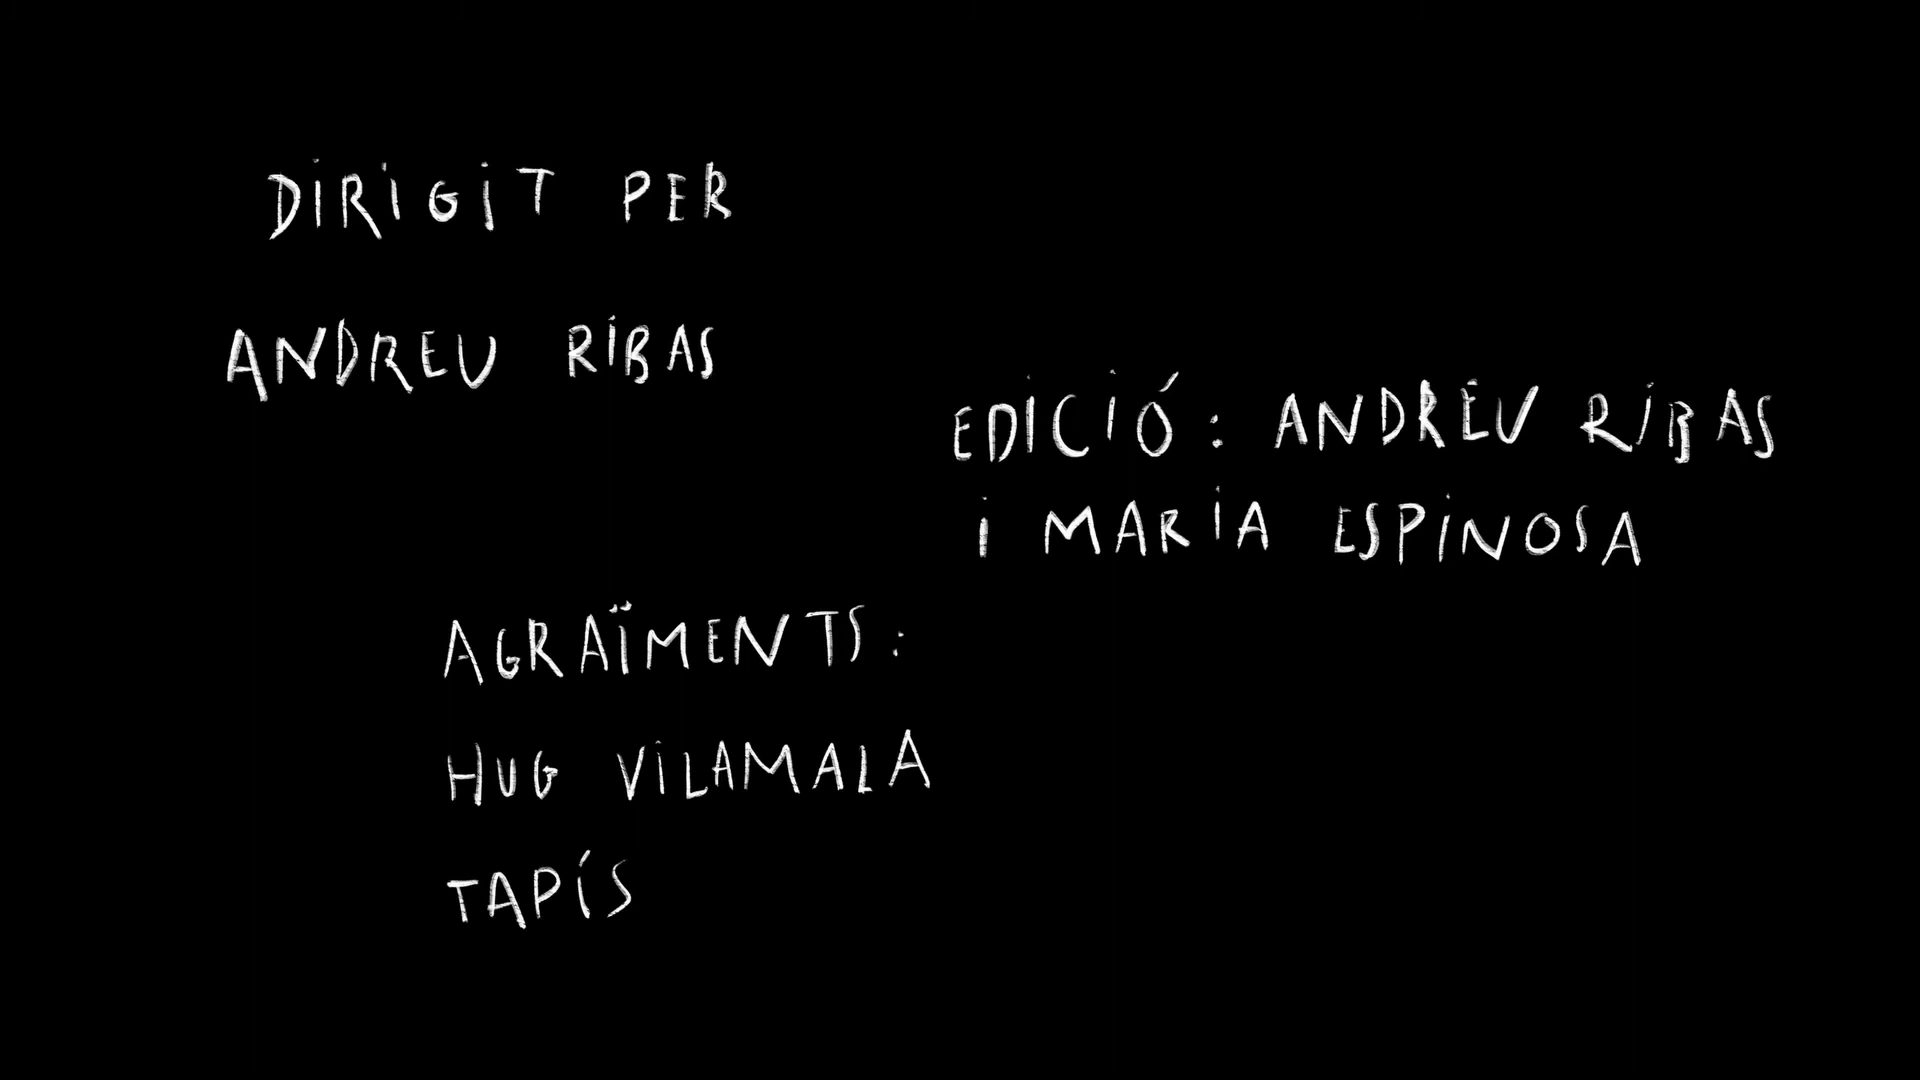 DIRIGIT PER
ANDREU RIBAS
EDICIÓ: ANDREU RIBAS
I MARIA ESPINOSA
AGRAÏMENTS:
HUG VILAMALA
TAPÍS